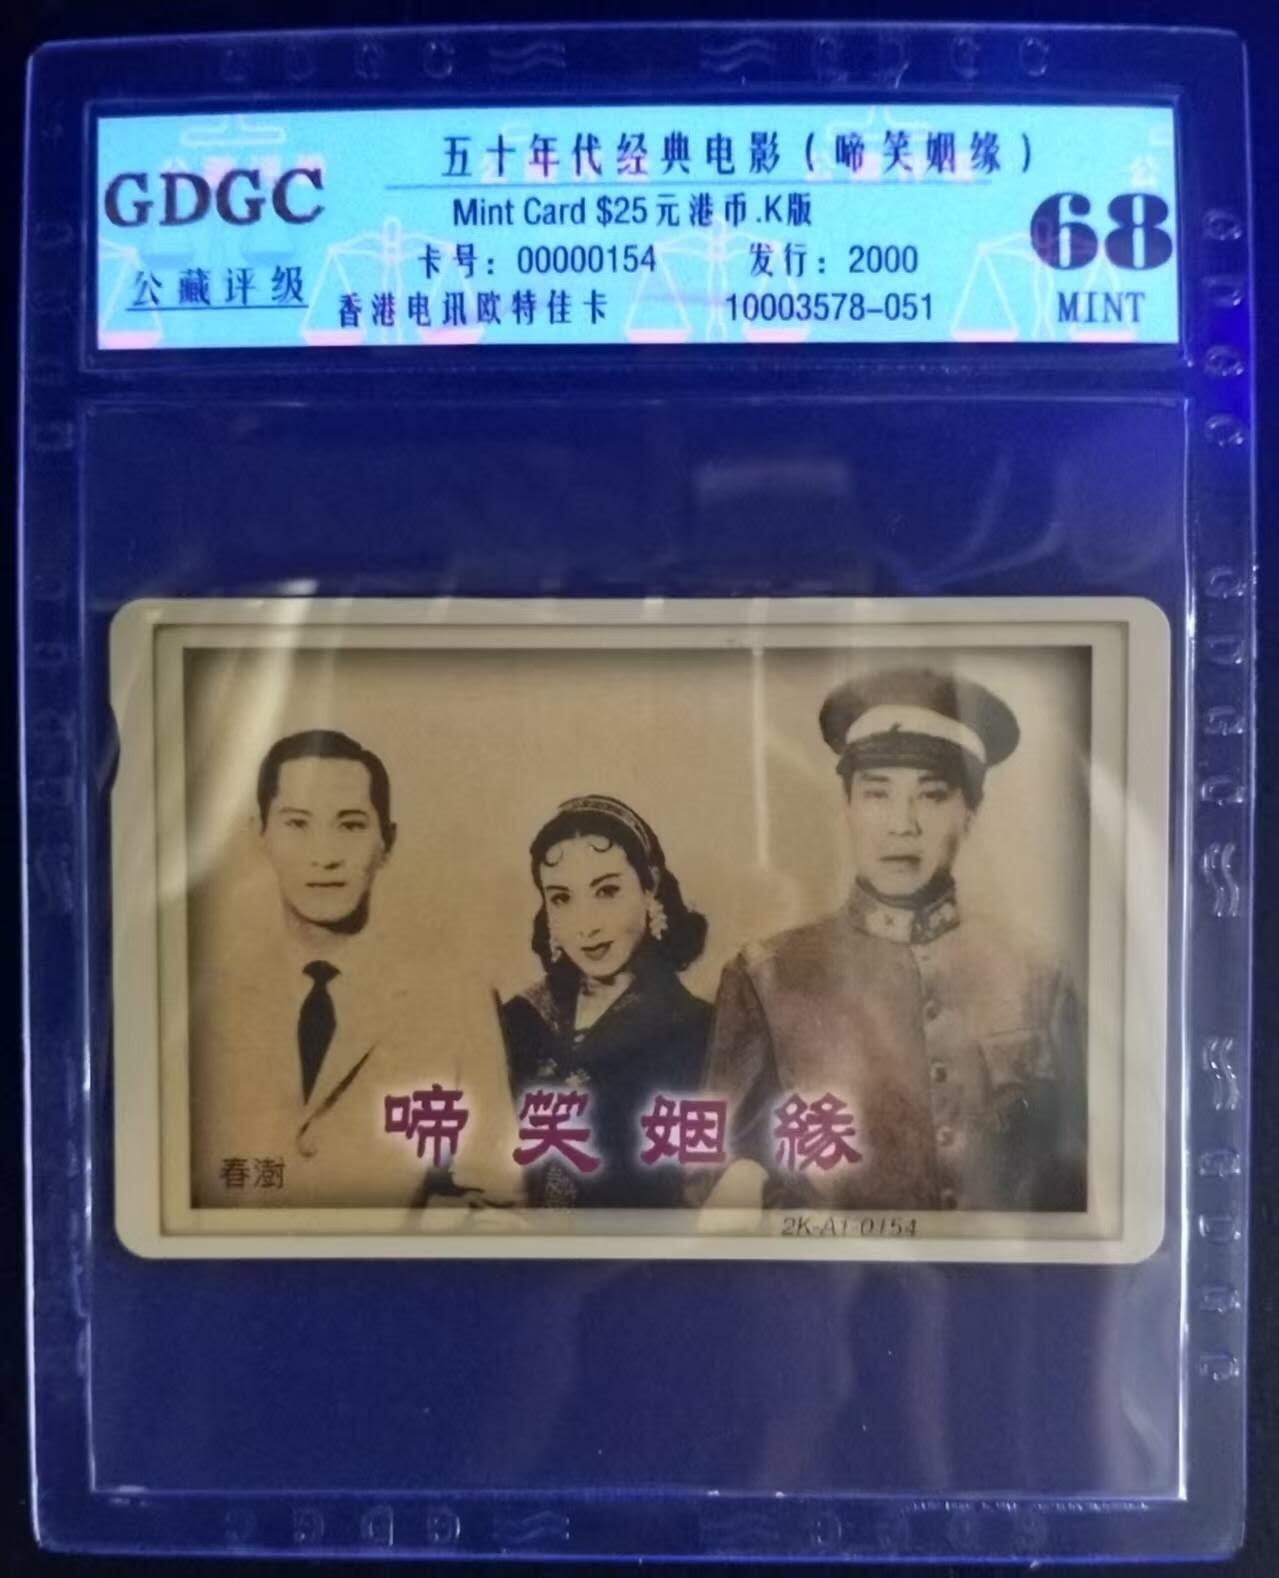 五十年代经典电影（啼笑姻缘）
GDGC
Mint Card $25元港币.K版
68
卡号：00000154 发行：2000
公藏评级
香港电讯欧特佳卡 10003578-051
MINT
啼笑姻緣
春澍
2K-A1-0154